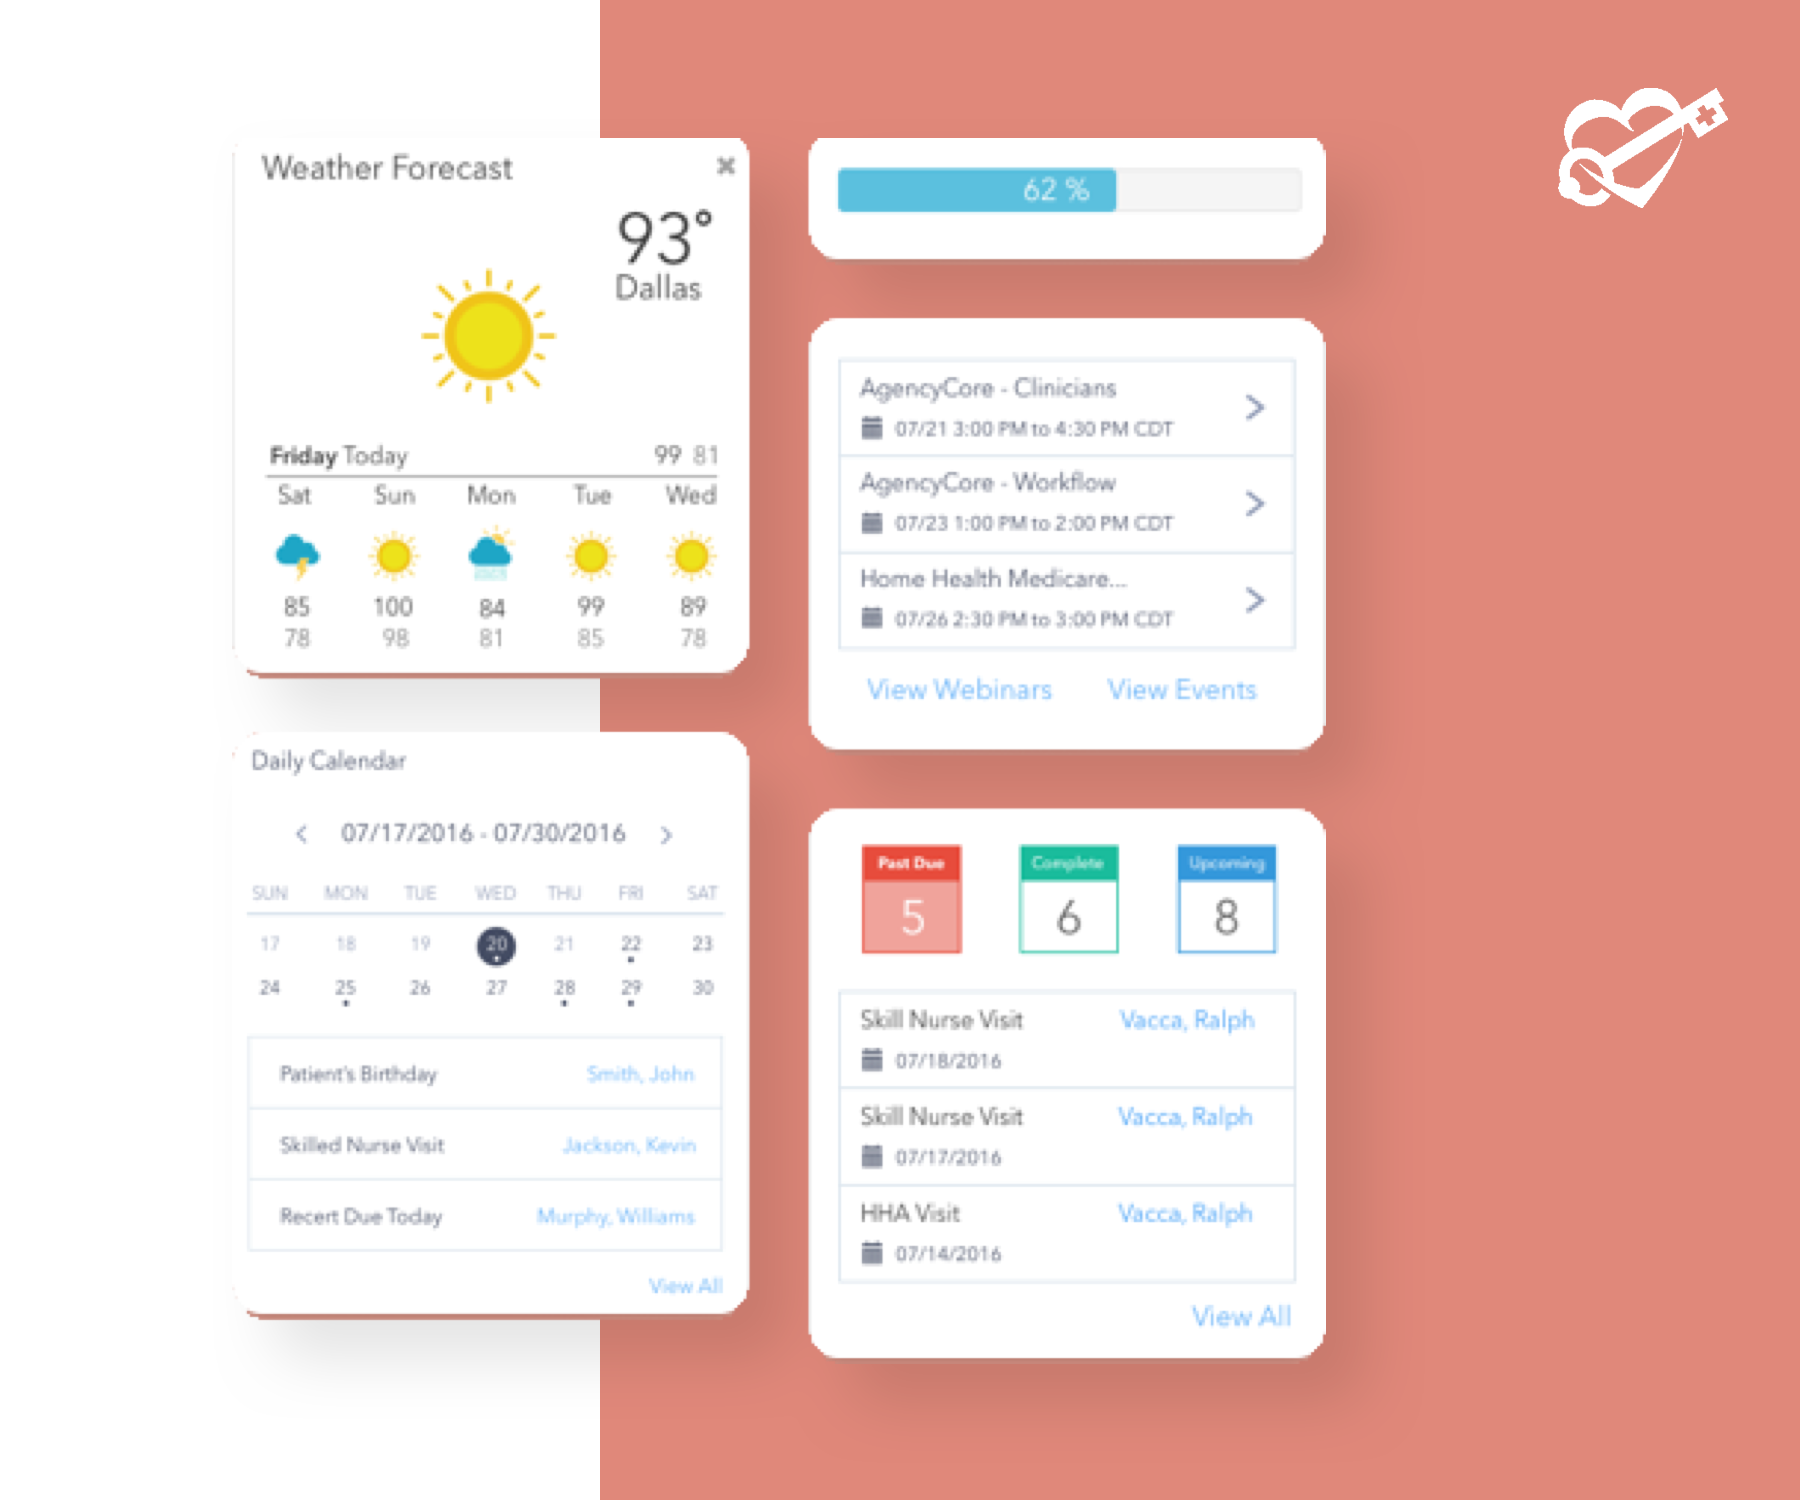 Weather Forecast ✖
93°
Dallas
Friday Today 99 81
Sat Sun Mon Tue Wed
85 100 84 99 89
78 98 81 85 78
Daily Calendar
< 07/17/2016 - 07/30/2016 >
SUN MON TUE WED THU FRI SAT
17 18 19 20 21 22 23
24 25 26 27 28 29 30
Patient's Birthday Smith, John
Skilled Nurse Visit Jackson, Kevin
Recert Due Today Murphy, Williams
View All
62 %
AgencyCore - Clinicians
07/21 3:00 PM to 4:30 PM CDT
AgencyCore - Workflow
07/23 1:00 PM to 2:00 PM CDT
Home Health Medicare...
07/26 2:30 PM to 3:00 PM CDT
View Webinars View Events
Past Due Complete Upcoming
5 6 8
Skill Nurse Visit Vacca, Ralph
07/18/2016
Skill Nurse Visit Vacca, Ralph
07/17/2016
HHA Visit Vacca, Ralph
07/14/2016
View All